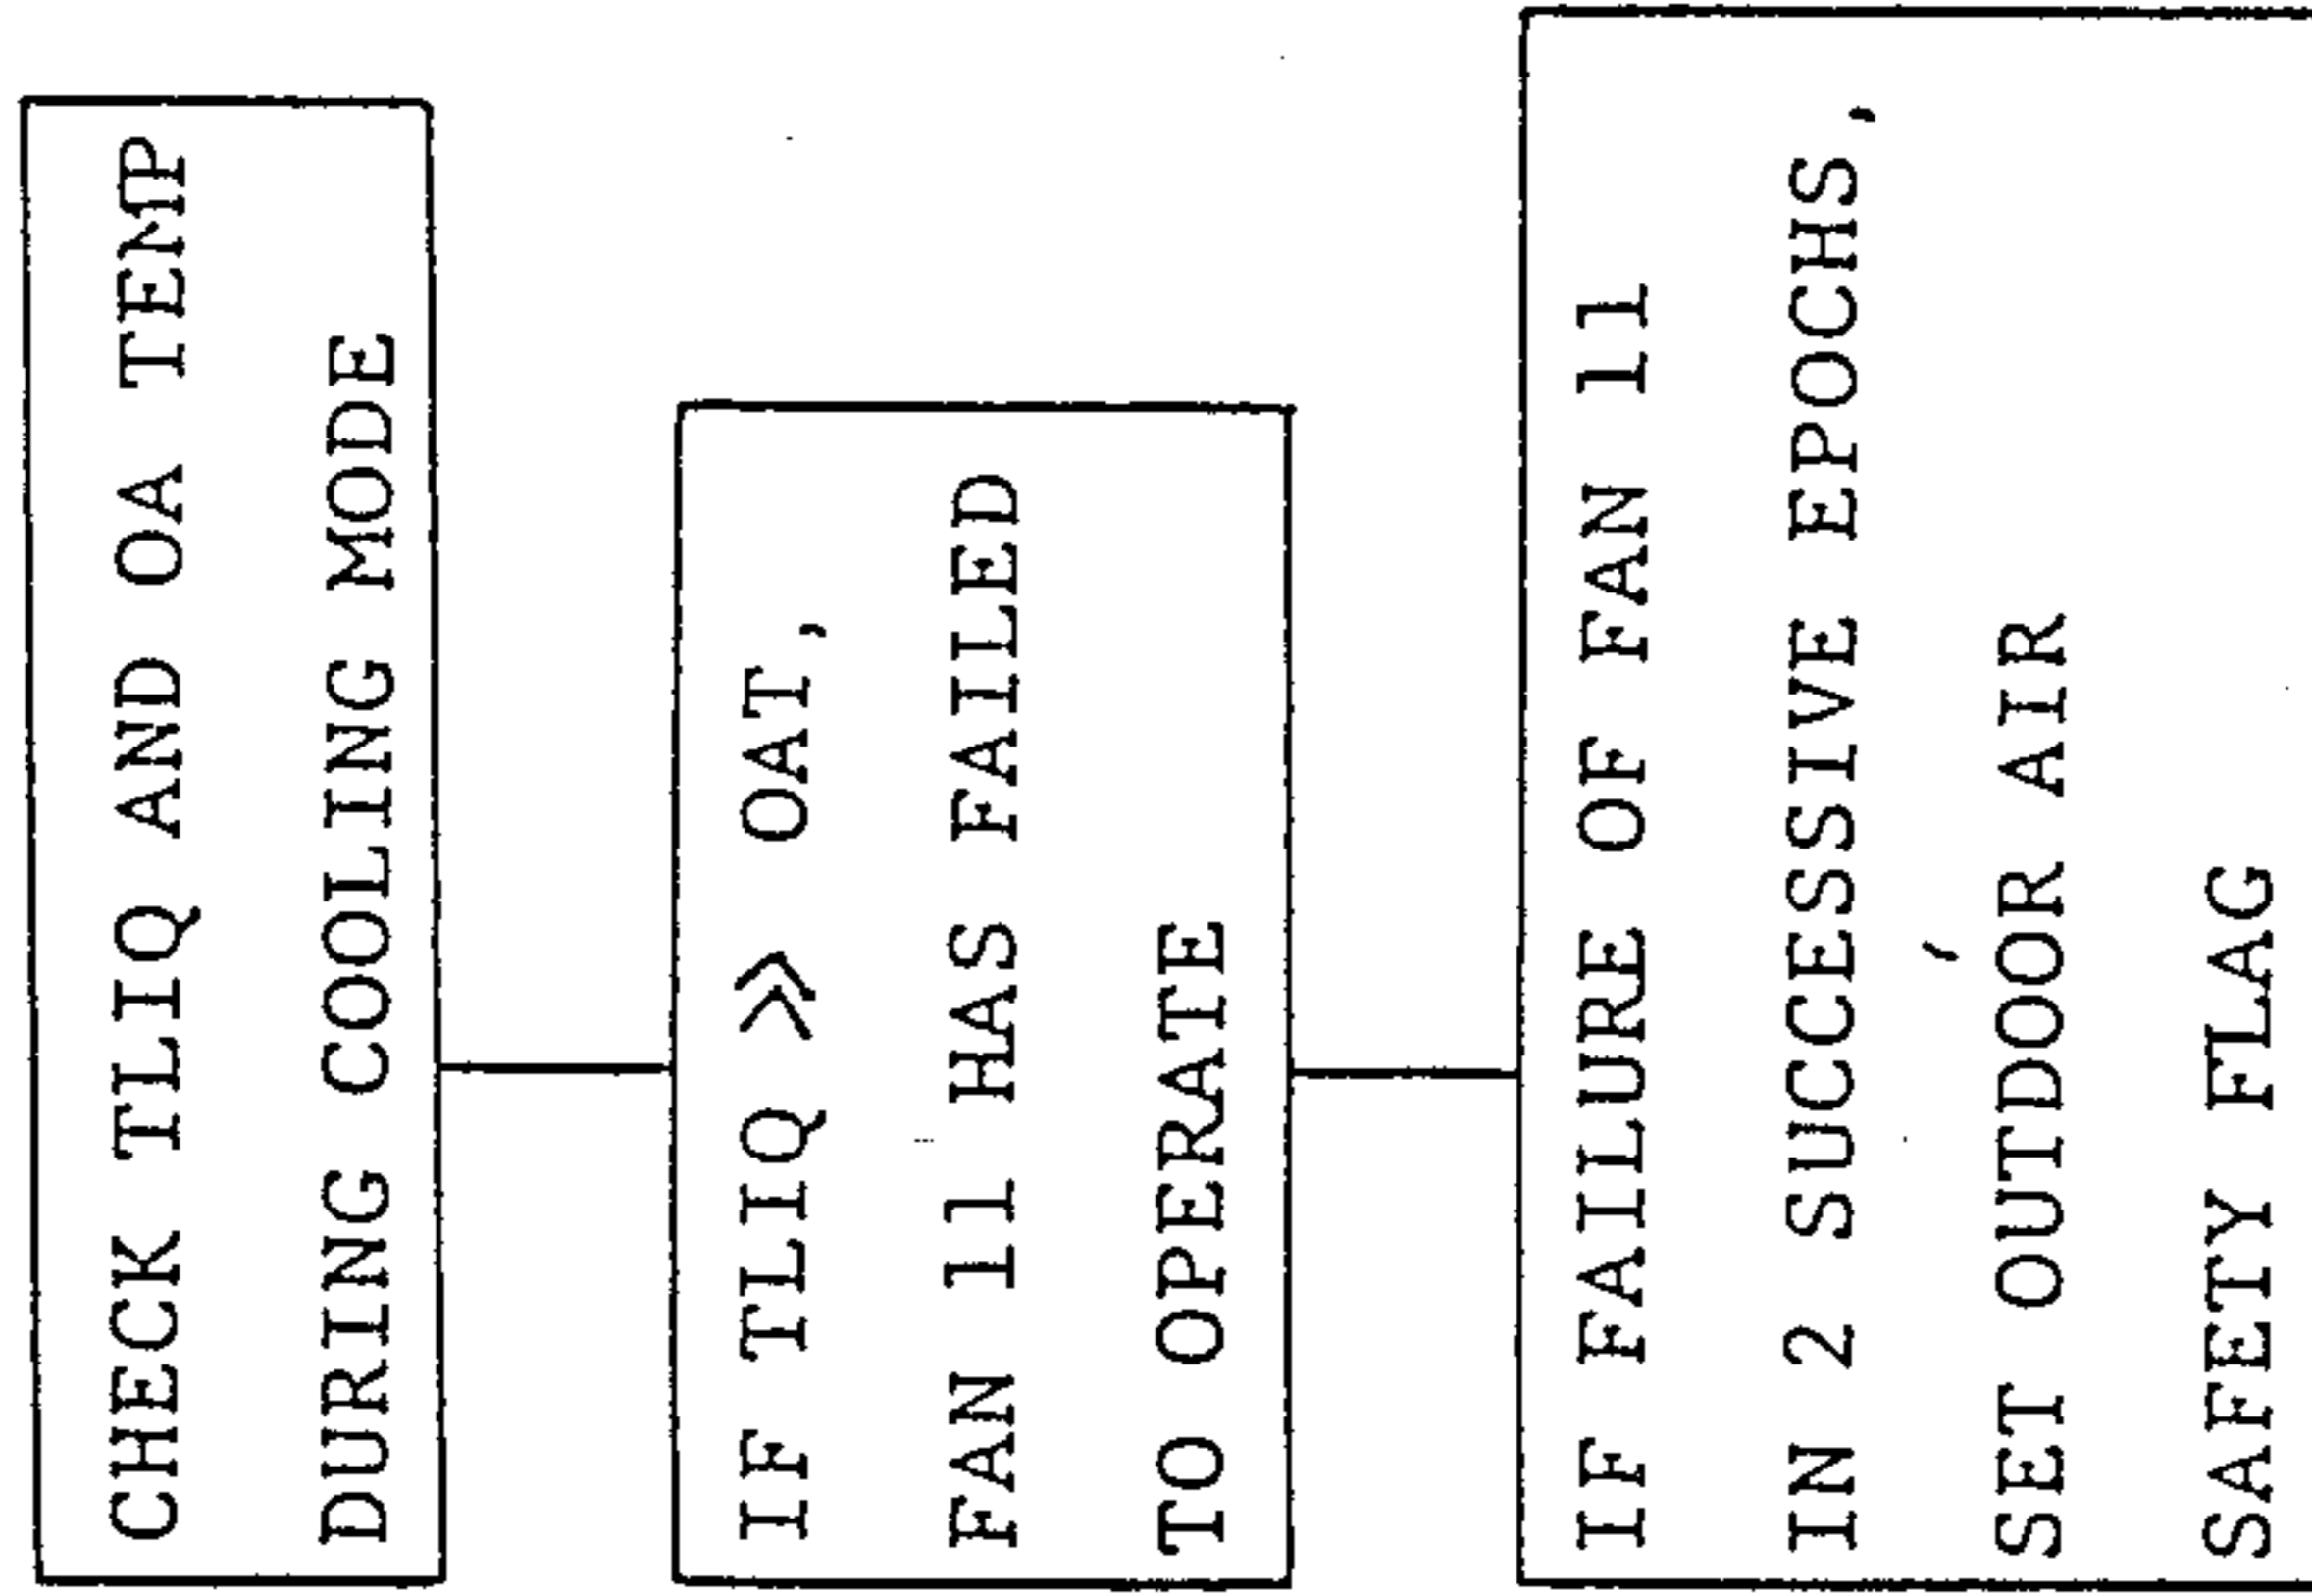 CHECK TLIQ AND OA TEMP
DURING COOLING MODE
IF TLIQ >> OAT,
FAN 11 HAS FAILED
TO OPERATE
IF FAILURE OF FAN 11
IN 2 SUCCESSIVE EPOCHS,
SET OUTDOOR AIR
SAFETY FLAG